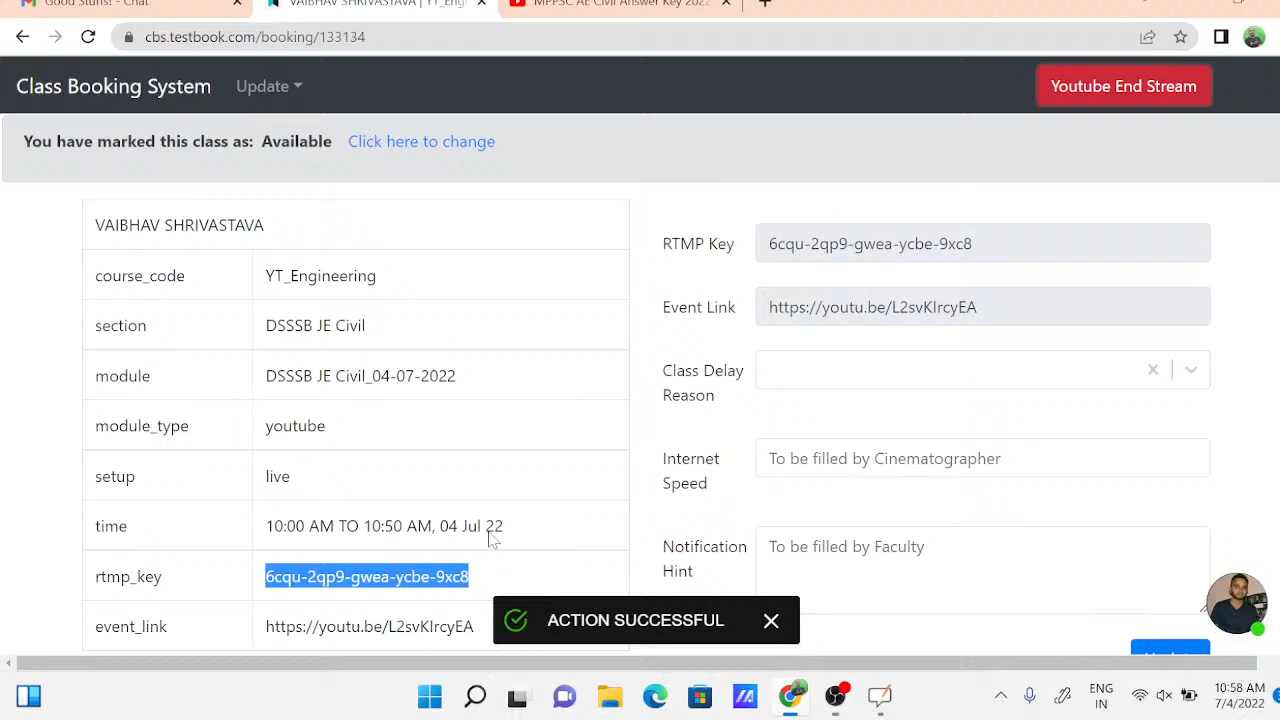 Good Stuffs! - Chat
VAIBHAV SHRIVASTAVA | YT_Engi
MPPSC AE Civil Answer Key 2022
cbs.testbook.com/booking/133134
Class Booking System
Update
Youtube End Stream
You have marked this class as: Available Click here to change
VAIBHAV SHRIVASTAVA
course_code YT_Engineering
section DSSSB JE Civil
module DSSSB JE Civil_04-07-2022
module_type youtube
setup live
time 10:00 AM TO 10:50 AM, 04 Jul 22
rtmp_key 6cqu-2qp9-gwea-ycbe-9xc8
event_link https://youtu.be/L2svKIrcyEA
RTMP Key 6cqu-2qp9-gwea-ycbe-9xc8
Event Link https://youtu.be/L2svKIrcyEA
Class Delay
Reason
Internet
Speed
To be filled by Cinematographer
Notification
Hint
To be filled by Faculty
ACTION SUCCESSFUL
ENG
IN
10:58 AM
7/4/2022